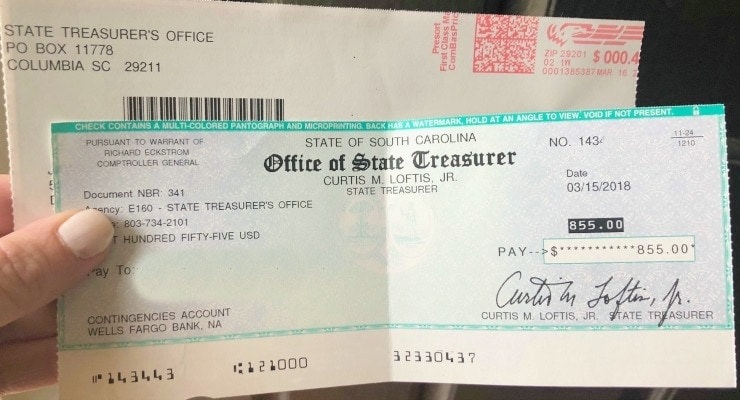 STATE TREASURER'S OFFICE
PO BOX 11778
COLUMBIA SC 29211
Presort
First Class Ma
ComBasPric
ZIP 29201 $ 000.4
02 1W
0001385387 MAR 16 2
CHECK CONTAINS A MULTI-COLORED PANTOGRAPH AND MICROPRINTING. BACK HAS A WATERMARK, HOLD AT AN ANGLE TO VIEW. VOID IF NOT PRESENT.
PURSUANT TO WARRANT OF
RICHARD ECKSTROM
COMPTROLLER GENERAL
STATE OF SOUTH CAROLINA
Office of State Treasurer
CURTIS M. LOFTIS, JR.
STATE TREASURER
NO. 143
11-24
1210
Date
03/15/2018
Document NBR: 341
Agency: E160 - STATE TREASURER'S OFFICE
803-734-2101
T HUNDRED FIFTY-FIVE USD
855.00
PAY-->$***********855.00*
Pay To:
Curtis M Loftis, Jr.
CURTIS M. LOFTIS, JR. STATE TREASURER
CONTINGENCIES ACCOUNT
WELLS FARGO BANK, NA
143443 121000 32330437